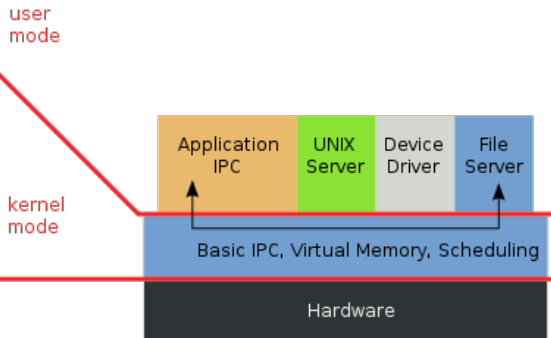 user
mode
Application
IPC
UNIX
Server
Device
Driver
File
Server
kernel
mode
Basic IPC, Virtual Memory, Scheduling
Hardware